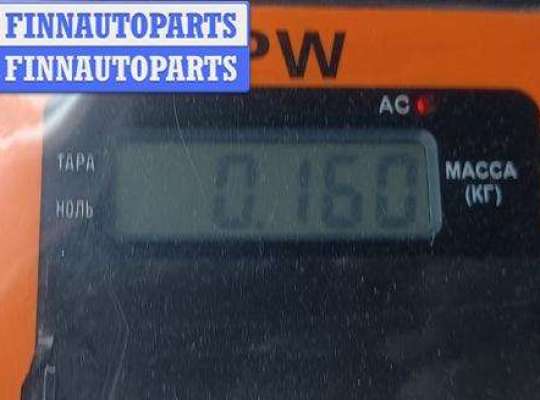 FINNAUTOPARTS
FINNAUTOPARTS
PW
AC
ТАРА
0.160
МАССА
(КГ)
НОЛЬ